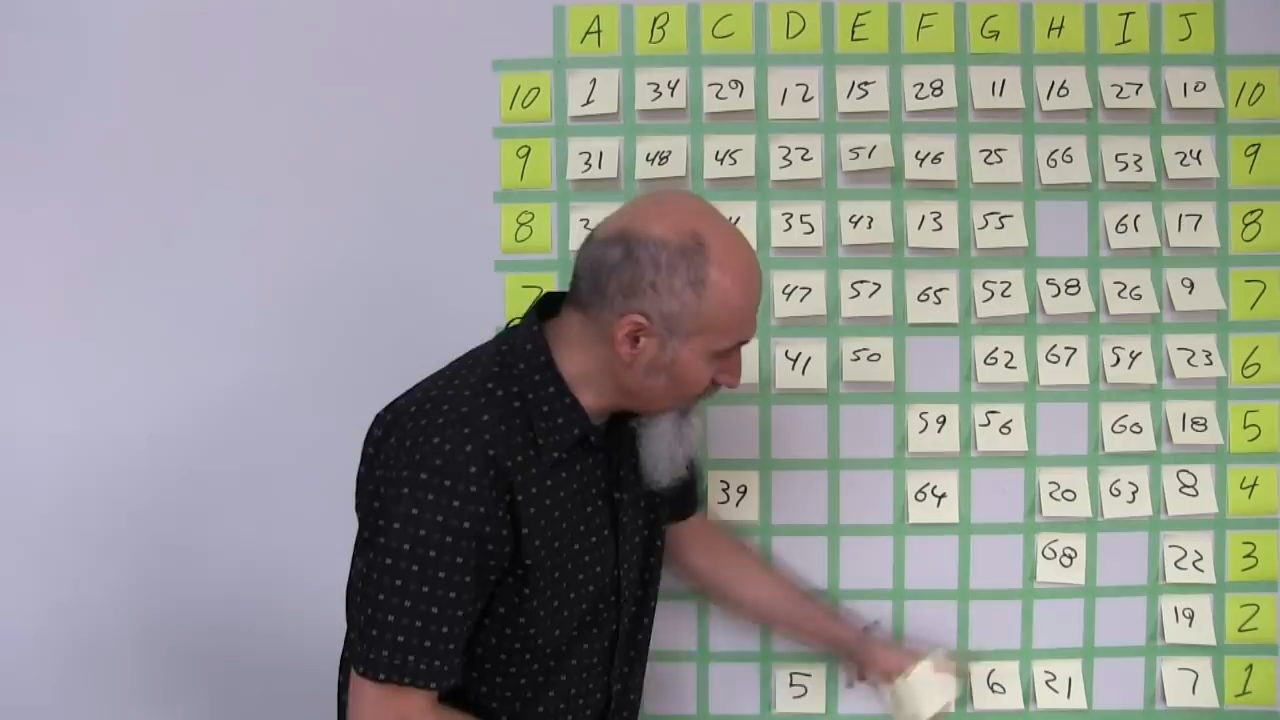 A B C D E F G H I J
10 1 34 29 12 15 28 11 16 27 10 10
9 31 48 45 32 51 46 25 66 53 24 9
8 35 43 13 55 61 17 8
7 47 57 65 52 58 26 9 7
41 50 62 67 54 23 6
59 56 60 18 5
39 64 20 63 8 4
68 22 3
19 2
5 6 21 7 1